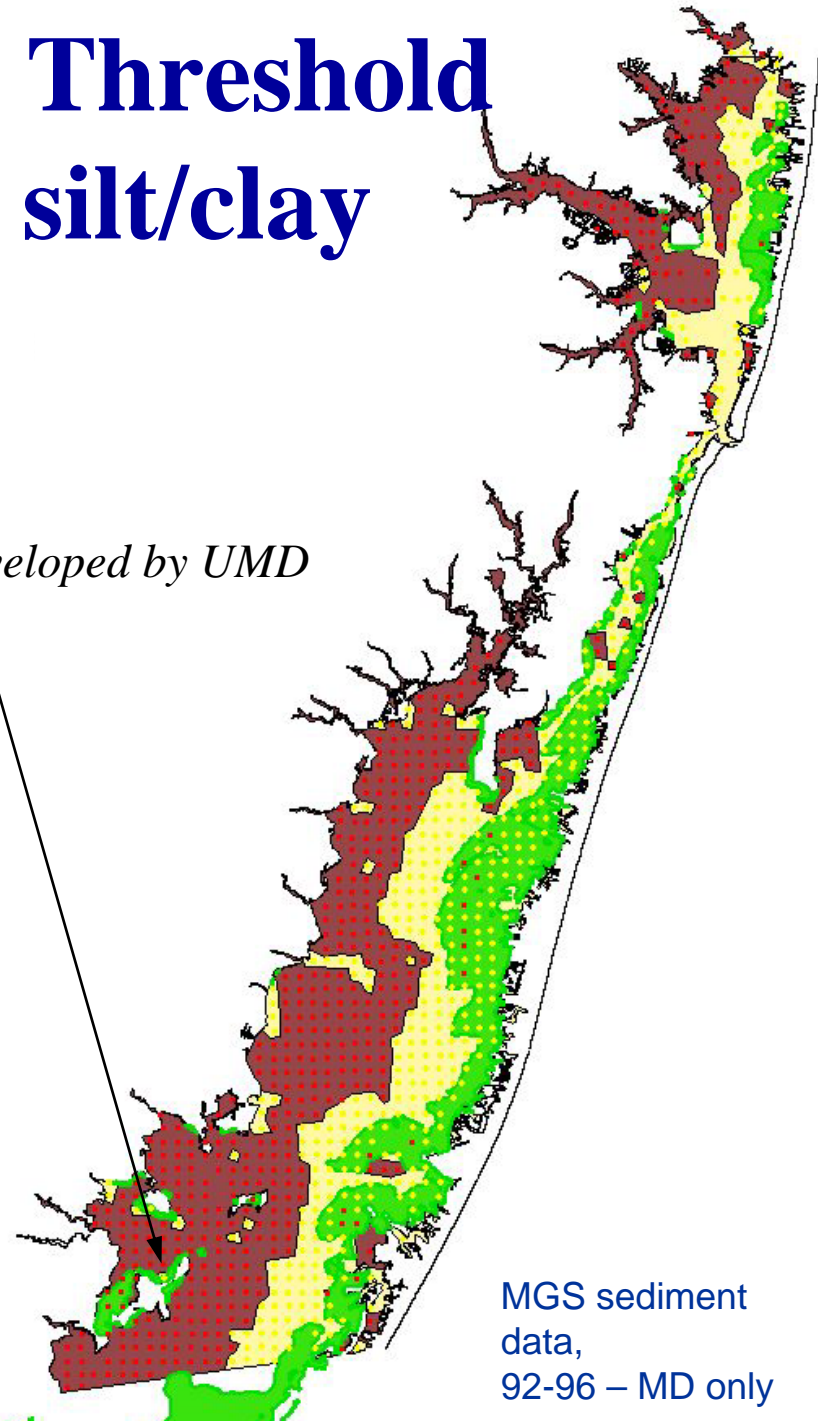 Threshold
silt/clay
eloped by UMD
MGS sediment
data,
92-96 – MD only